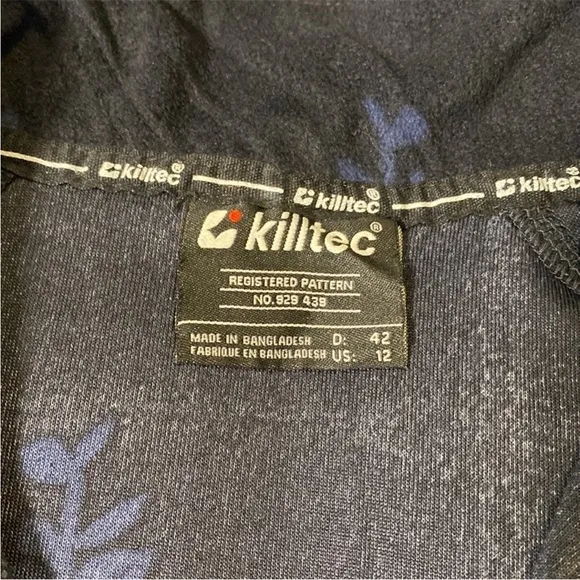 killtec® killtec® killtec®
killtec®
REGISTERED PATTERN
NO. 929 439
MADE IN BANGLADESH D: 42
FABRIQUE EN BANGLADESH US: 12